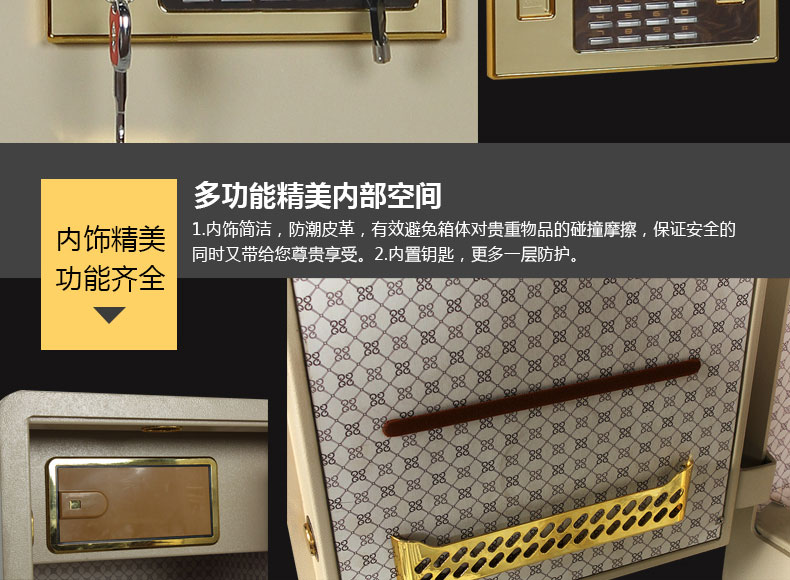 多功能精美内部空间
内饰精美
功能齐全
1.内饰简洁，防潮皮革，有效避免箱体对贵重物品的碰撞摩擦，保证安全的
同时又带给您尊贵享受。2.内置钥匙，更多一层防护。